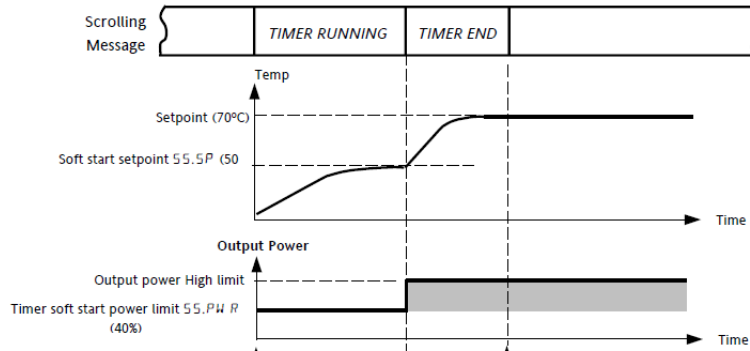 Scrolling
Message
TIMER RUNNING
TIMER END
Temp
Setpoint (70ºC)
Soft start setpoint SS.SP (50
Time
Output Power
Output power High limit
Timer soft start power limit SS.PWR
(40%)
Time